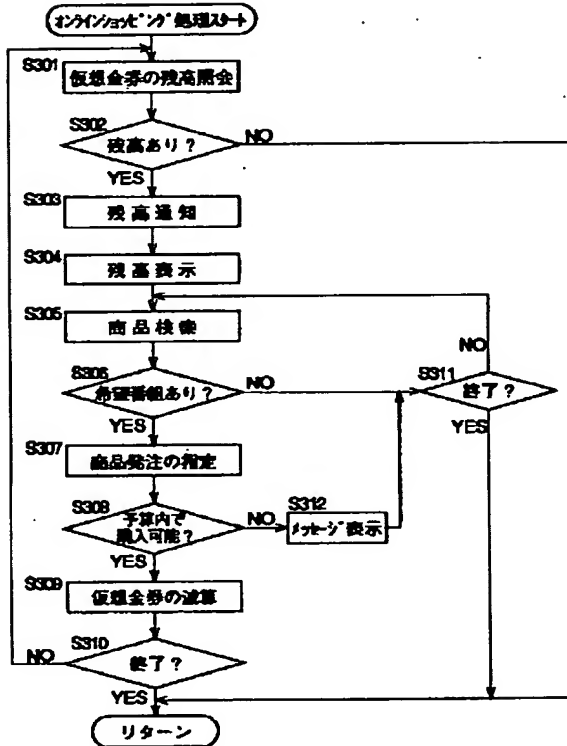 オンラインショッピング処理スタート
S301
仮想金券の残高照会
S302
残高あり?
NO
YES
S303
残高通知
S304
残高表示
S305
商品検索
NO
S306
希望番組あり?
NO
S311
終了?
YES
YES
S307
商品発注の指定
S308
予算内で
購入可能?
NO
S312
メッセージ表示
YES
S309
仮想金券の減算
S310
終了?
NO
YES
リターン